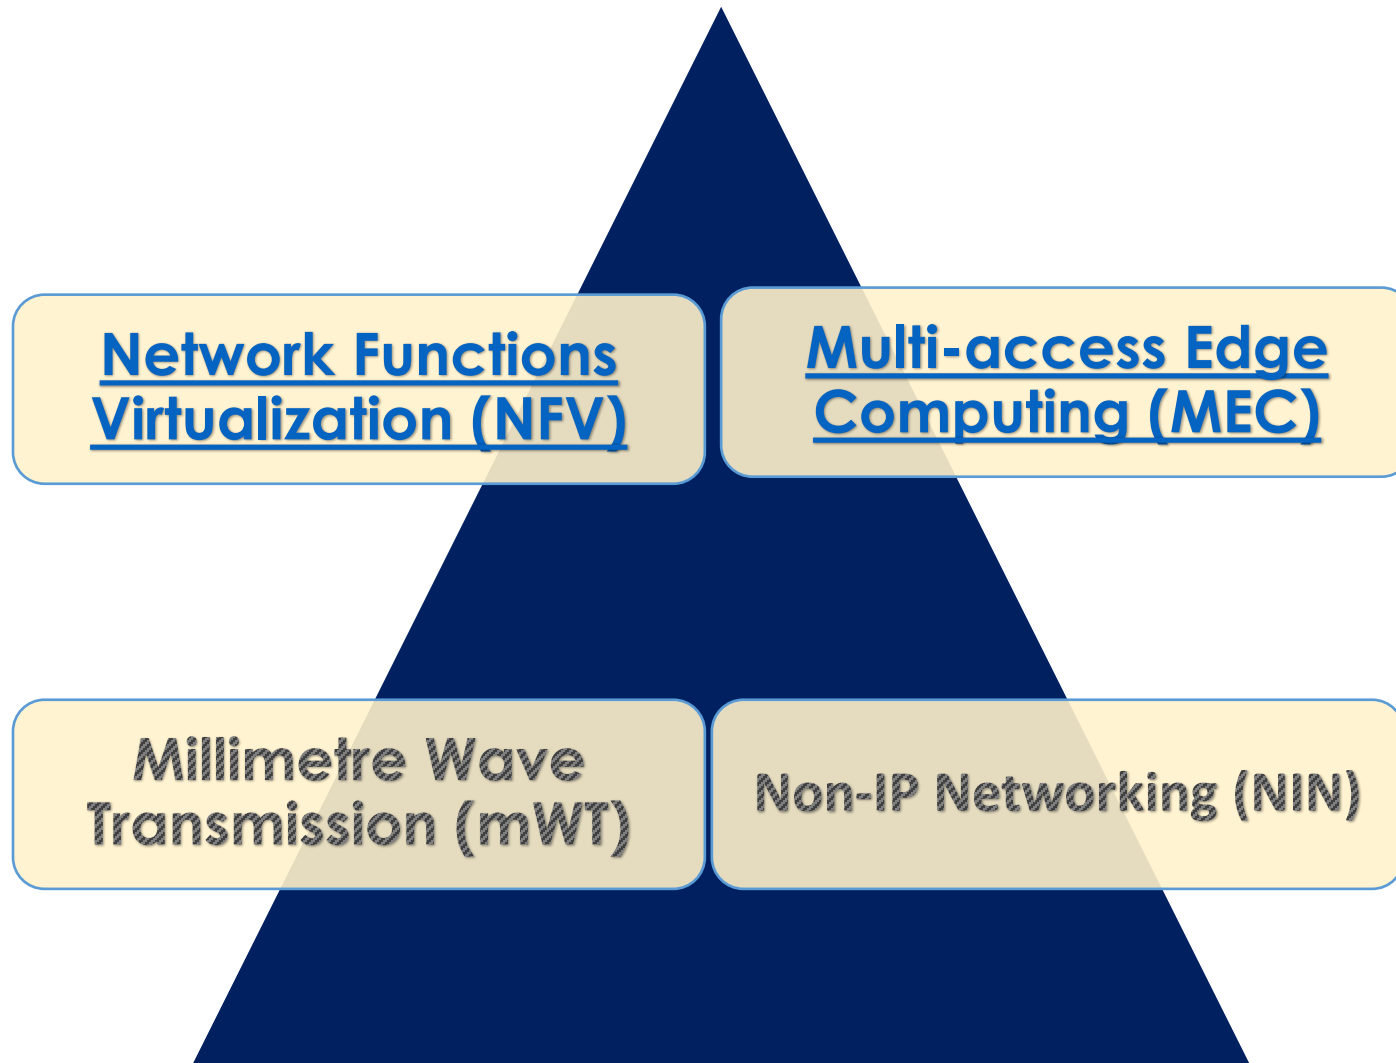 Network Functions
Virtualization (NFV)
Multi-access Edge
Computing (MEC)
Millimetre Wave
Transmission (mWT)
Non-IP Networking (NIN)